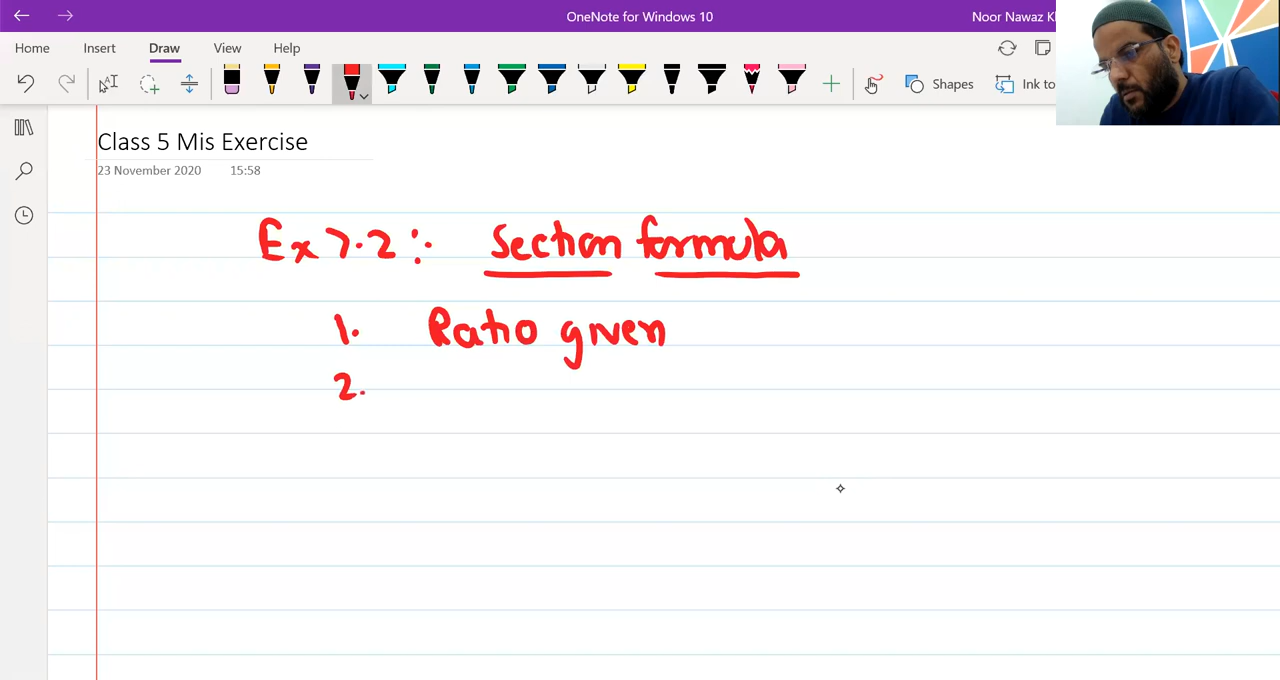 OneNote for Windows 10
Noor Nawaz Kh
Home Insert Draw View Help
Shapes
Ink to
Class 5 Mis Exercise
23 November 2020 15:58
Ex 7.2 : Section formula
1. Ratio given
2.